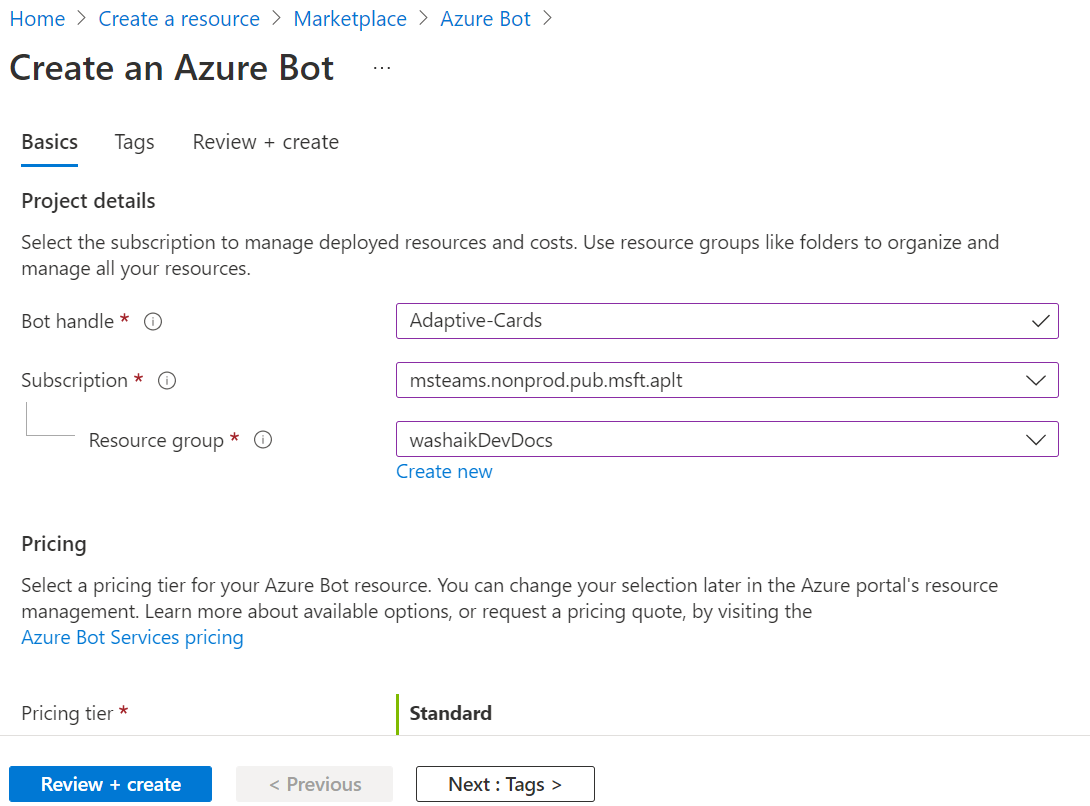 Home > Create a resource > Marketplace > Azure Bot >
Create an Azure Bot ...
Basics Tags Review + create
Project details
Select the subscription to manage deployed resources and costs. Use resource groups like folders to organize and
manage all your resources.
Bot handle * Adaptive-Cards
Subscription * msteams.nonprod.pub.msft.aplt
Resource group * washaikDevDocs
Create new
Pricing
Select a pricing tier for your Azure Bot resource. You can change your selection later in the Azure portal's resource
management. Learn more about available options, or request a pricing quote, by visiting the
Azure Bot Services pricing
Pricing tier * Standard
Review + create < Previous Next : Tags >